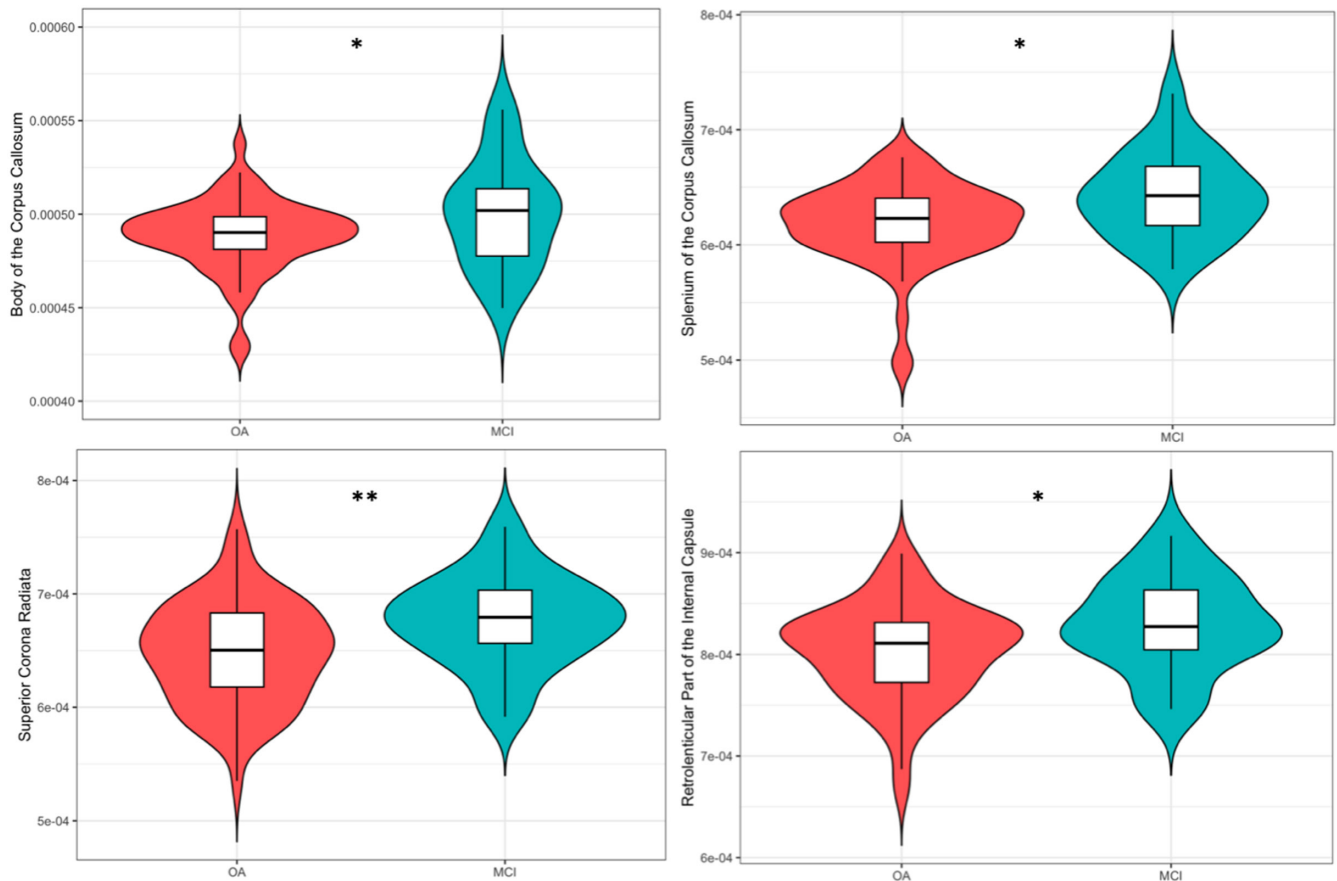 Body of the Corpus Callosum
0.00060
0.00055
0.00050
0.00045
0.00040
*
OA
MCI
Splenium of the Corpus Callosum
8e-04
7e-04
6e-04
5e-04
*
OA
MCI
Superior Corona Radiata
8e-04
7e-04
6e-04
5e-04
**
OA
MCI
Retrolenticular Part of the Internal Capsule
9e-04
8e-04
7e-04
6e-04
*
OA
MCI